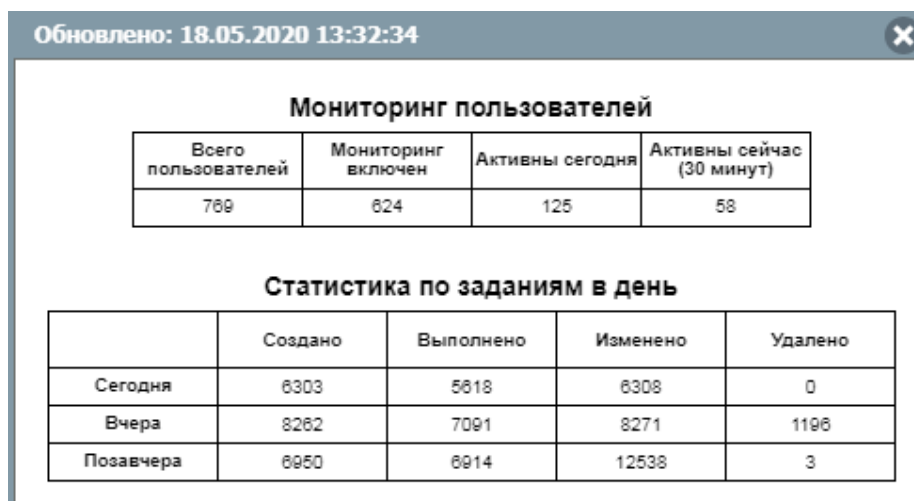 Обновлено: 18.05.2020 13:32:34
Мониторинг пользователей
Всего пользователей Мониторинг включен Активны сегодня Активны сейчас (30 минут)
769 624 125 58
Статистика по заданиям в день
Создано Выполнено Изменено Удалено
Сегодня 6303 5618 6308 0
Вчера 8262 7091 8271 1196
Позавчера 6950 6914 12538 3